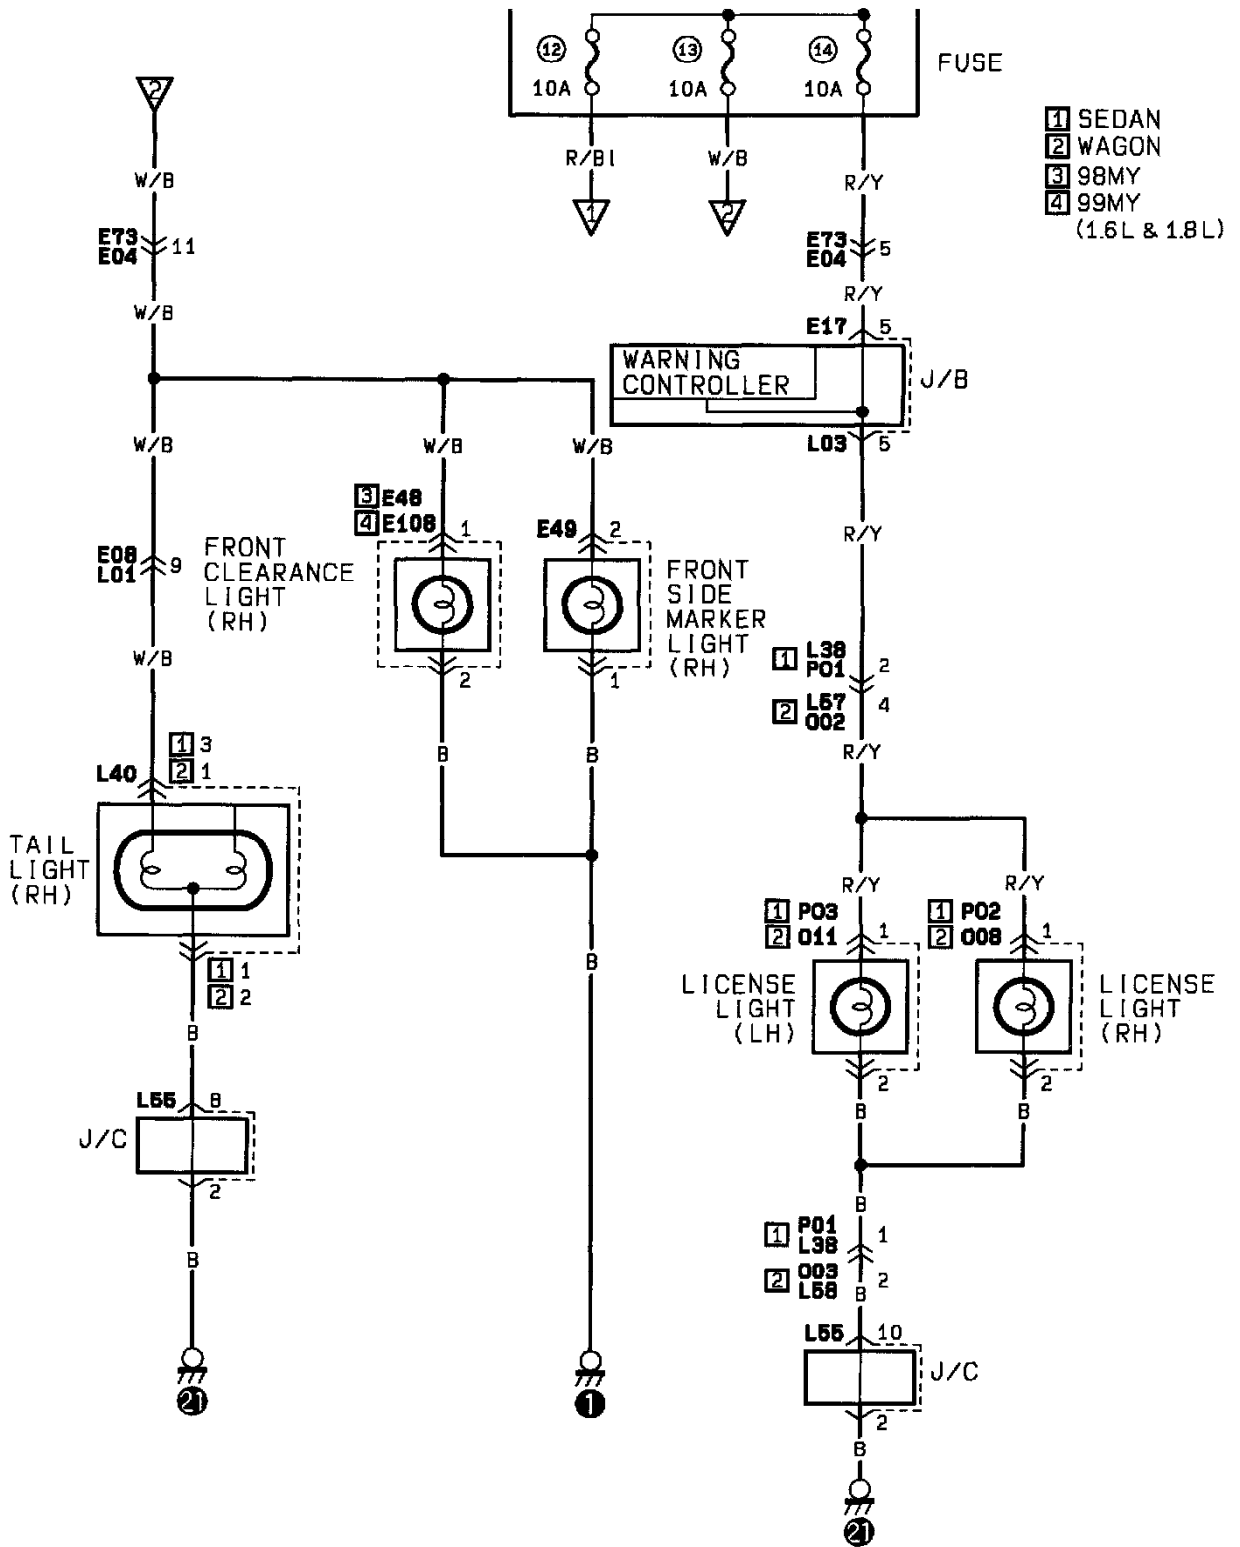 12
13
14
10A
10A
10A
FUSE
2
1 SEDAN
2 WAGON
3 98MY
4 99MY
(1.6L & 1.8L)
R/Bl
W/B
W/B
R/Y
1
2
E73
E04
11
E73
E04
5
R/Y
W/B
E17
5
WARNING
CONTROLLER
J/B
L03
5
W/B
W/B
W/B
3 E48
4 E108
1
E49
2
R/Y
E08
L01
9
FRONT
CLEARANCE
LIGHT
(RH)
FRONT
SIDE
MARKER
LIGHT
(RH)
W/B
2
1
1 L38
P01
2
2 L57
O02
4
B
B
R/Y
1 3
2 1
L40
TAIL
LIGHT
(RH)
R/Y
R/Y
1 P03
2 O11
1
1 P02
2 O08
1
B
1 1
2 2
LICENSE
LIGHT
(LH)
LICENSE
LIGHT
(RH)
B
2
2
L55
8
B
B
J/C
2
B
B
1 P01
L38
1
2 O03
L58
2
B
L55
10
J/C
2
21
1
B
21